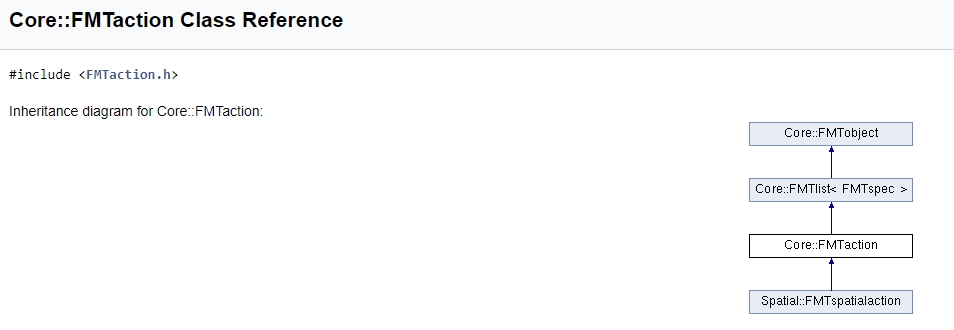 Core::FMTaction Class Reference
#include <FMTaction.h>
Inheritance diagram for Core::FMTaction:
Core::FMTobject
Core::FMTlist< FMTspec >
Core::FMTaction
Spatial::FMTspatialaction